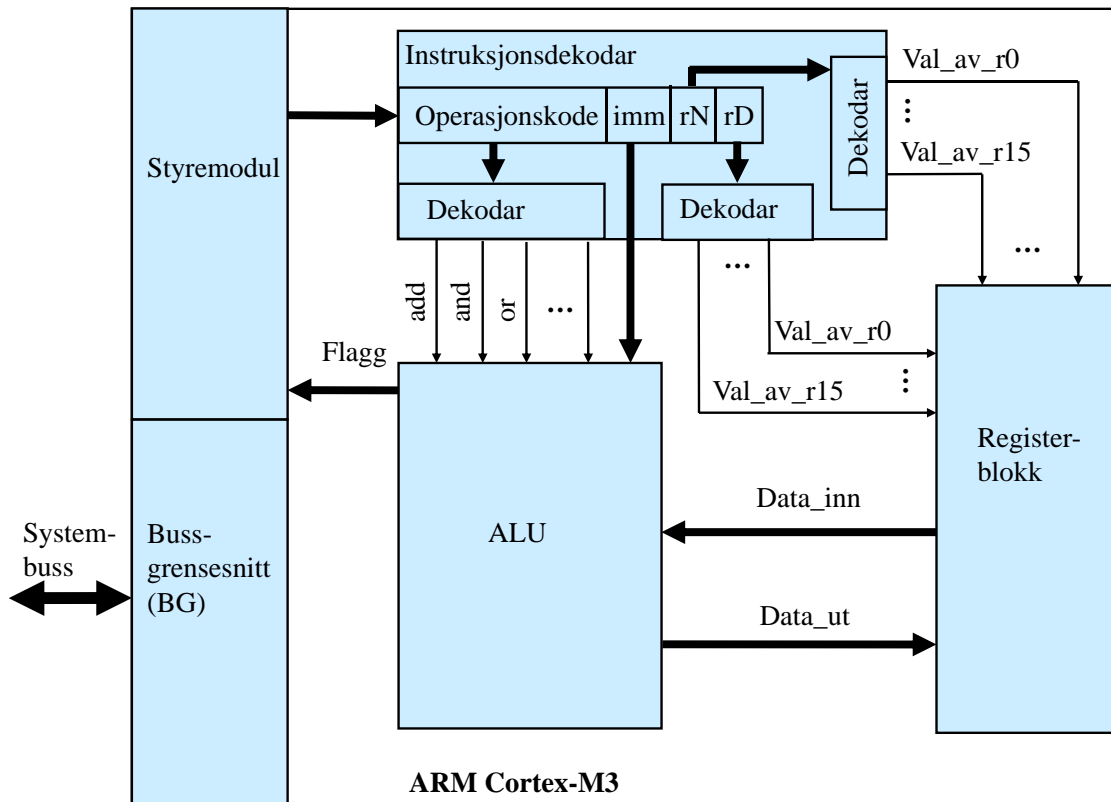 Instruksjonsdekodar
Val_av_r0
...
Operasjonskode imm rN rD
Dekodar
Styremodul
Val_av_r15
Dekodar
Dekodar
...
...
add
and
or
...
Val_av_r0
Flagg
...
Val_av_r15
Register-
blokk
Data_inn
ALU
System-
buss
Buss-
grensesnitt
(BG)
Data_ut
ARM Cortex-M3